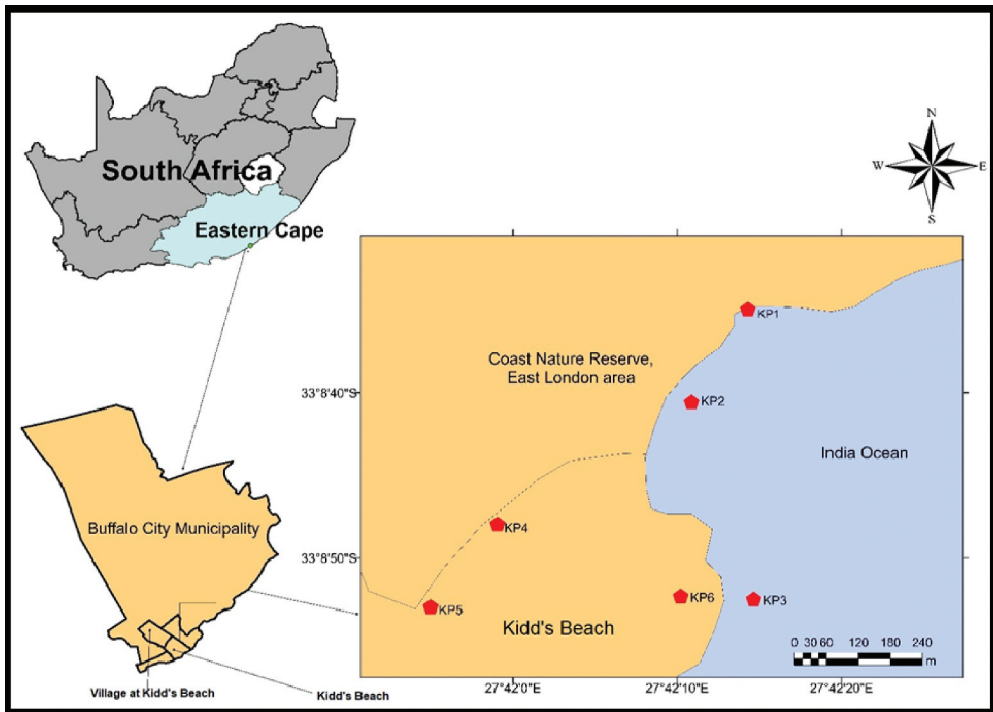 South Africa
Eastern Cape
N
W
E
S
KP1
Coast Nature Reserve,
East London area
33°8'40"S
KP2
India Ocean
Buffalo City Municipality
KP4
33°8'50"S
KP5
KP6
KP3
Kidd's Beach
0 30 60 120 180 240
m
Village at Kidd's Beach
Kidd's Beach
27°42'0"E
27°42'10"E
27°42'20"E